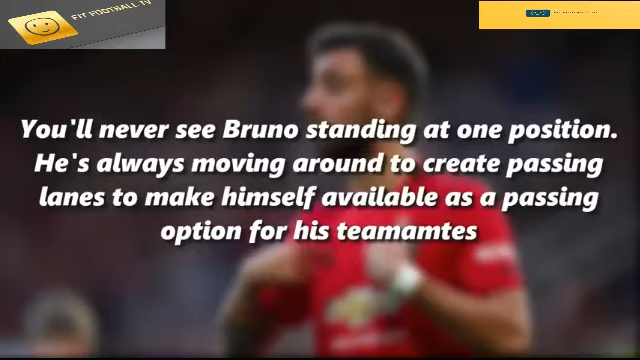 FIT FOOTBALL TV
You'll never see Bruno standing at one position.
He's always moving around to create passing
lanes to make himself available as a passing
option for his teamamtes